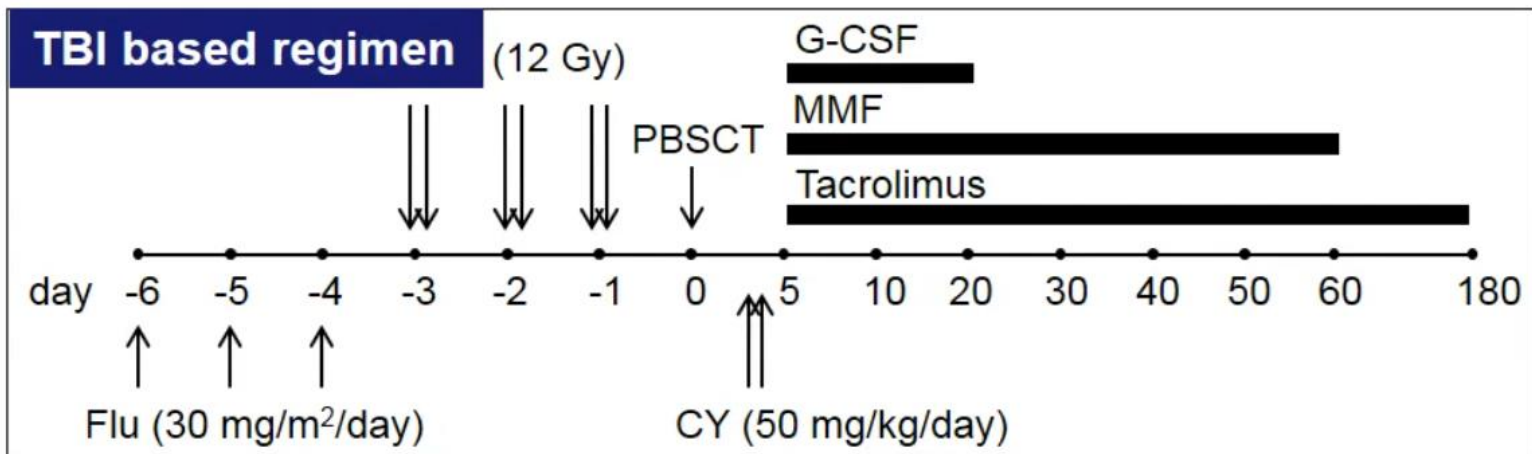 TBI based regimen (12 Gy)
G-CSF
MMF
PBSCT
Tacrolimus
day -6 -5 -4 -3 -2 -1 0 5 10 20 30 40 50 60 180
Flu (30 mg/m²/day) CY (50 mg/kg/day)